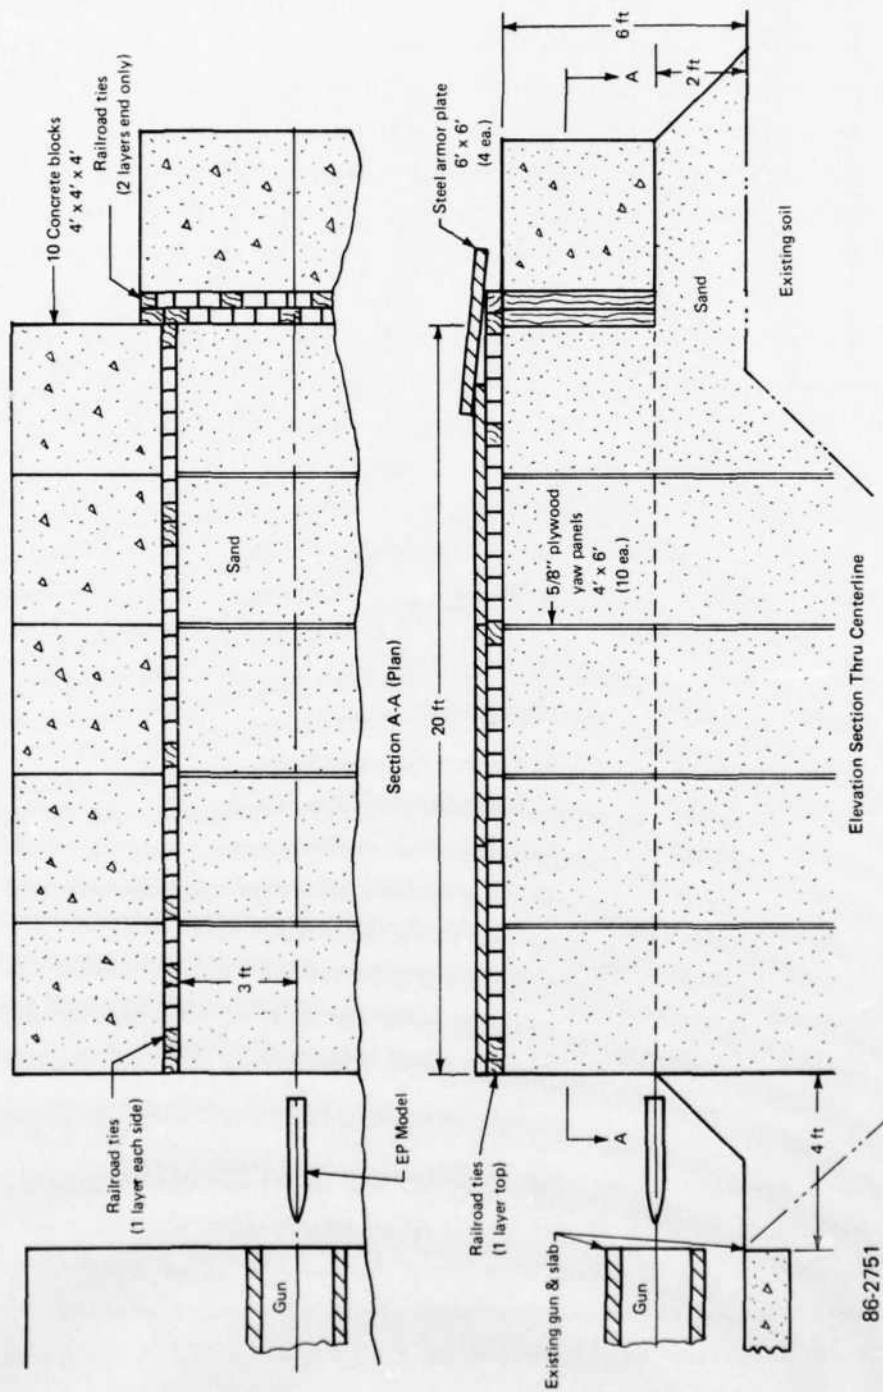 10 Concrete blocks
4' x 4' x 4'
Railroad ties
(2 layers end only)
Railroad ties
(1 layer each side)
Sand
3 ft
EP Model
Gun
Section A-A (Plan)
20 ft
Steel armor plate
6' x 6'
(4 ea.)
6 ft
A
2 ft
Railroad ties
(1 layer top)
5/8'' plywood
yaw panels
4' x 6'
(10 ea.)
Sand
Existing soil
A
Existing gun & slab
Gun
4 ft
Elevation Section Thru Centerline
86-2751